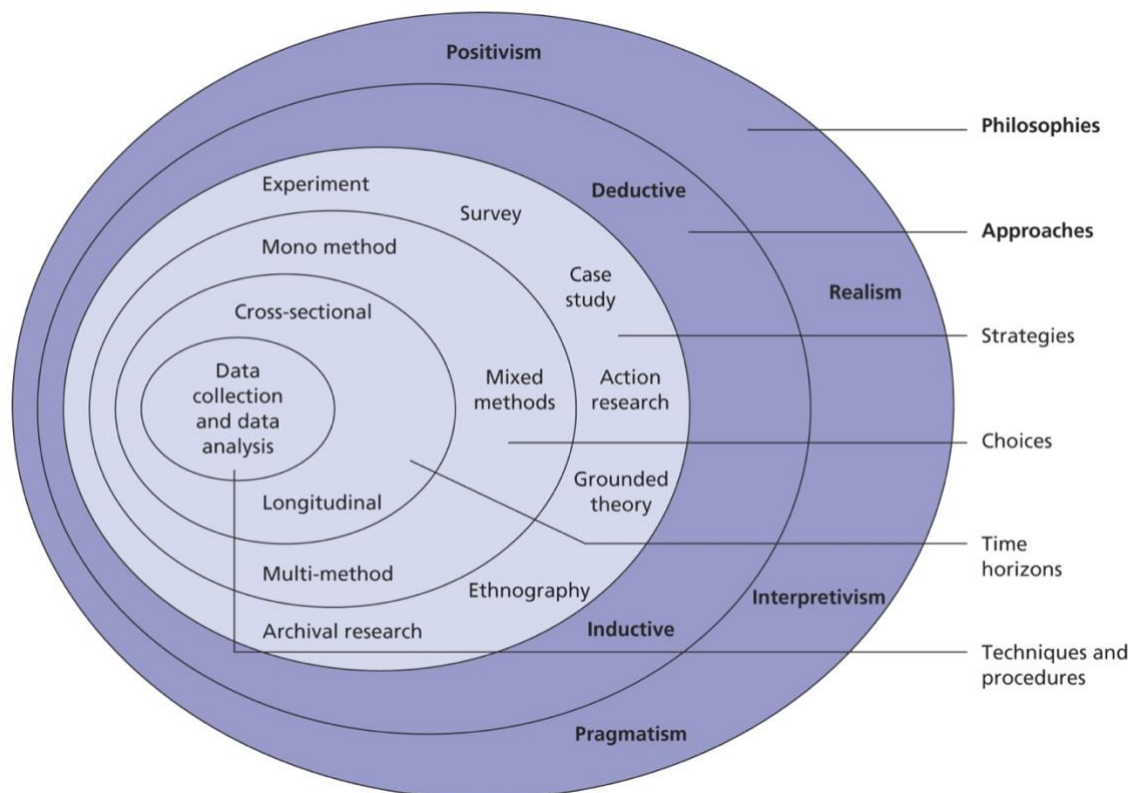 Positivism
Philosophies
Experiment
Deductive
Survey
Approaches
Mono method
Case
study
Realism
Cross-sectional
Strategies
Data
collection
and data
analysis
Mixed
methods
Action
research
Choices
Grounded
theory
Longitudinal
Time
horizons
Multi-method
Ethnography
Interpretivism
Archival research
Inductive
Techniques and
procedures
Pragmatism